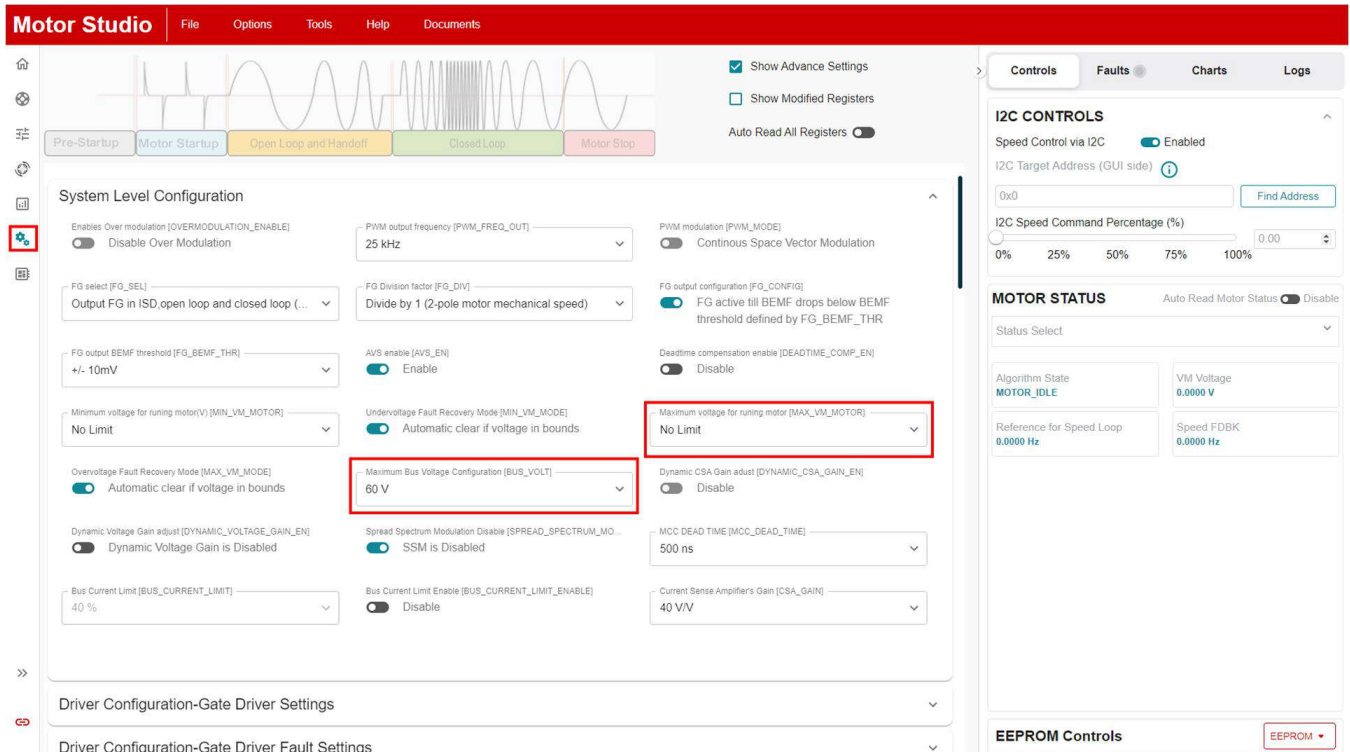 Motor Studio
File
Options
Tools
Help
Documents
Pre-Startup
Motor Startup
Open Loop and Handoff
Closed Loop
Motor Stop
Show Advance Settings
Show Modified Registers
Auto Read All Registers
System Level Configuration
Enables Over modulation [OVERMODULATION_ENABLE]
Disable Over Modulation
PWM output frequency [PWM_FREQ_OUT]
25 kHz
PWM modulation [PWM_MODE]
Continous Space Vector Modulation
FG select [FG_SEL]
Output FG in ISD,open loop and closed loop (...
FG Division factor [FG_DIV]
Divide by 1 (2-pole motor mechanical speed)
FG output configuration [FG_CONFIG]
FG active till BEMF drops below BEMF
threshold defined by FG_BEMF_THR
FG output BEMF threshold [FG_BEMF_THR]
+/- 10mV
AVS enable [AVS_EN]
Enable
Deadtime compensation enable [DEADTIME_COMP_EN]
Disable
Minimum voltage for runing motor(V) [MIN_VM_MOTOR]
No Limit
Undervoltage Fault Recovery Mode [MIN_VM_MODE]
Automatic clear if voltage in bounds
Maximum voltage for runing motor [MAX_VM_MOTOR]
No Limit
Overvoltage Fault Recovery Mode [MAX_VM_MODE]
Automatic clear if voltage in bounds
Maximum Bus Voltage Configuration [BUS_VOLT]
60 V
Dynamic CSA Gain adust [DYNAMIC_CSA_GAIN_EN]
Disable
Dynamic Voltage Gain adjust [DYNAMIC_VOLTAGE_GAIN_EN]
Dynamic Voltage Gain is Disabled
Spread Spectrum Modulation Disable [SPREAD_SPECTRUM_MO...
SSM is Disabled
MCC DEAD TIME [MCC_DEAD_TIME]
500 ns
Bus Current Limit [BUS_CURRENT_LIMIT]
40 %
Bus Current Limit Enable [BUS_CURRENT_LIMIT_ENABLE]
Disable
Current Sense Amplifier's Gain [CSA_GAIN]
40 V/V
Driver Configuration-Gate Driver Settings
Driver Configuration-Gate Driver Fault Settings
Controls
Faults
Charts
Logs
I2C CONTROLS
Speed Control via I2C
Enabled
I2C Target Address (GUI side)
0x0
Find Address
I2C Speed Command Percentage (%)
0.00
0%
25%
50%
75%
100%
MOTOR STATUS
Auto Read Motor Status
Disable
Status Select
Algorithm State
MOTOR_IDLE
VM Voltage
0.0000 V
Reference for Speed Loop
0.0000 Hz
Speed FDBK
0.0000 Hz
EEPROM Controls
EEPROM